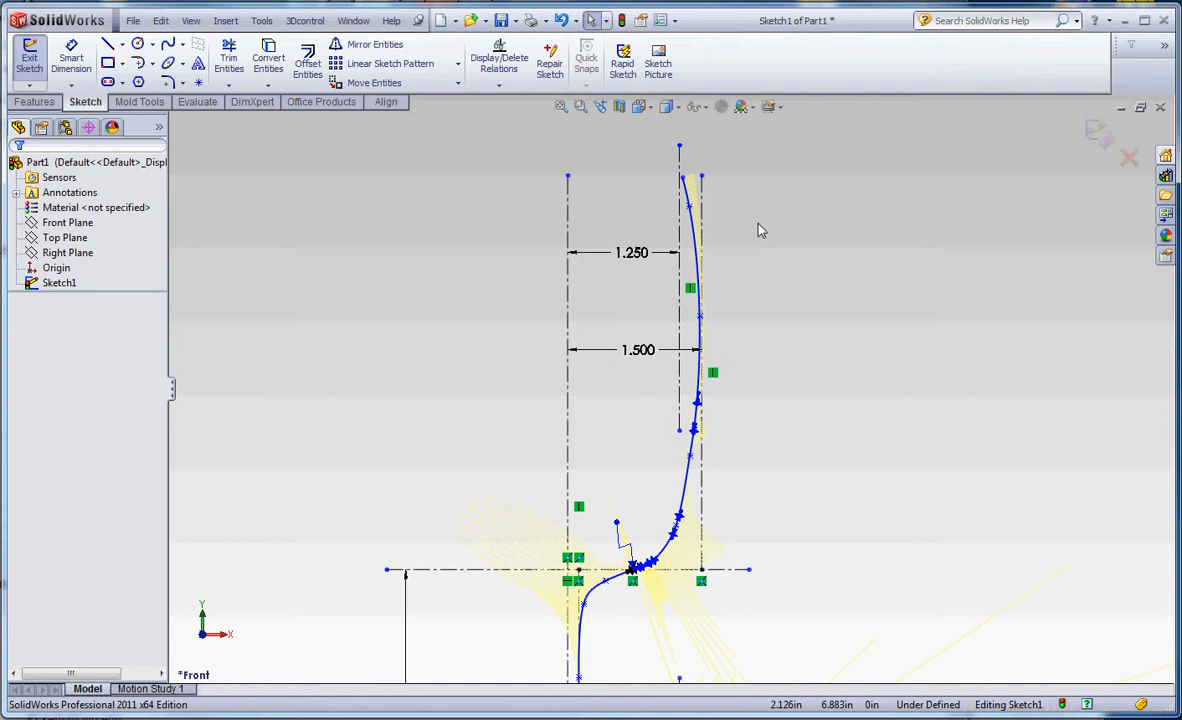 SolidWorks File Edit View Insert Tools 3Dcontrol Window Help Sketch1 of Part1 * Search SolidWorks Help
Exit Sketch Smart Dimension Trim Entities Convert Entities Offset Entities Mirror Entities Linear Sketch Pattern Move Entities Display/Delete Relations Repair Sketch Quick Snaps Rapid Sketch Sketch Picture
Features Sketch Mold Tools Evaluate DimXpert Office Products Align
Part1 (Default<<Default>_Displ
Sensors
Annotations
Material <not specified>
Front Plane
Top Plane
Right Plane
Origin
Sketch1
1.250
1.500
Y
X
*Front
Model Motion Study 1
SolidWorks Professional 2011 x64 Edition 2.126in 6.883in 0in Under Defined Editing Sketch1